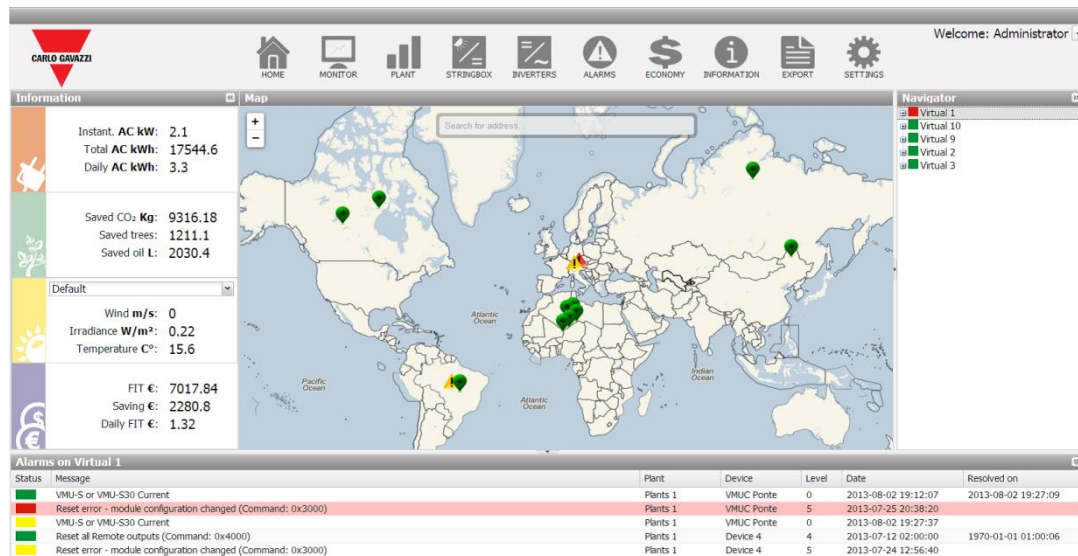 Welcome: Administrator
CARLO GAVAZZI
HOME MONITOR PLANT STRINGBOX INVERTERS ALARMS ECONOMY INFORMATION EXPORT SETTINGS
Information
Instant. AC kW: 2.1
Total AC kWh: 17544.6
Daily AC kWh: 3.3
Saved CO₂ Kg: 9316.18
Saved trees: 1211.1
Saved oil L: 2030.4
Default
Wind m/s: 0
Irradiance W/m²: 0.22
Temperature C°: 15.6
FIT €: 7017.84
Saving €: 2280.8
Daily FIT €: 1.32
Map
+
−
Search for address...
Atlantic
Ocean
Pacific
Ocean
Atlantic
Ocean
Indian
Ocean
Navigator
Virtual 1
Virtual 10
Virtual 9
Virtual 2
Virtual 3
Alarms on Virtual 1
Status Message Plant Device Level Date Resolved on
VMU-S or VMU-S30 Current Plants 1 VMUC Ponte 0 2013-08-02 19:12:07 2013-08-02 19:27:09
Reset error - module configuration changed (Command: 0x3000) Plants 1 VMUC Ponte 5 2013-07-25 20:38:20
VMU-S or VMU-S30 Current Plants 1 VMUC Ponte 0 2013-08-02 19:27:37
Reset all Remote outputs (Command: 0x4000) Plants 1 Device 4 4 2013-07-12 02:00:00 1970-01-01 01:00:06
Reset error - module configuration changed (Command: 0x3000) Plants 1 Device 4 5 2013-07-24 12:56:40